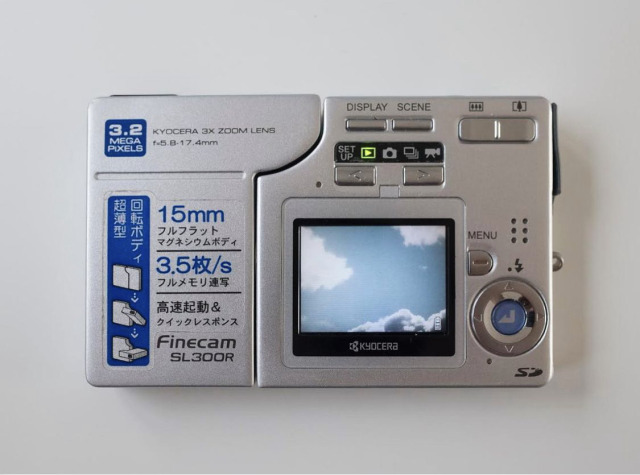 3.2
MEGA
PIXELS
KYOCERA 3X ZOOM LENS
f=5.8-17.4mm
回転ボディ
超薄型
15mm
フルフラット
マグネシウムボディ
3.5枚/s
フルメモリ連写
高速起動&
クイックレスポンス
Finecam
SL300R
DISPLAY SCENE
SET
UP
MENU
KYOCERA
SD